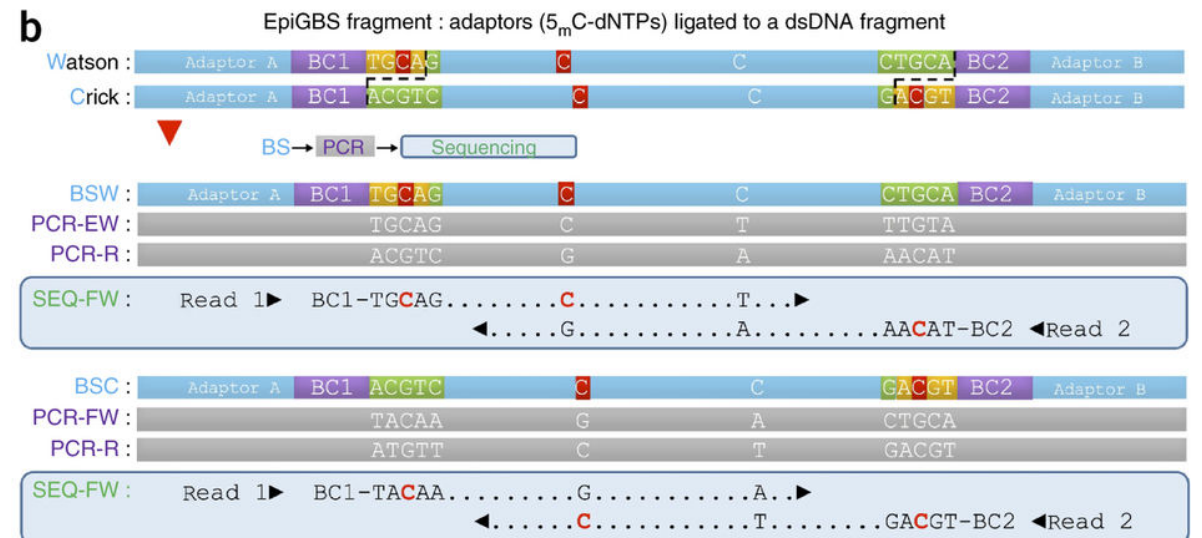 b
EpiGBS fragment : adaptors (5mC-dNTPs) ligated to a dsDNA fragment
Watson : Adaptor A BC1 TGCAG C C CTGCA BC2 Adaptor B
Crick : Adaptor A BC1 ACGTC C C GACGT BC2 Adaptor B
BS→ PCR → Sequencing
BSW : Adaptor A BC1 TGCAG C C CTGCA BC2 Adaptor B
PCR-EW : TGCAG C T TTGTA
PCR-R : ACGTC G A AACAT
SEQ-FW : Read 1▶ BC1-TGCAG........C...........T...▶
◀.....G...........A.........AACAT-BC2 ◀Read 2
BSC : Adaptor A BC1 ACGTC C C GACGT BC2 Adaptor B
PCR-FW : TACAA G A CTGCA
PCR-R : ATGTT C T GACGT
SEQ-FW : Read 1▶ BC1-TACAA.........G...........A..▶
◀......C...........T........GACGT-BC2 ◀Read 2